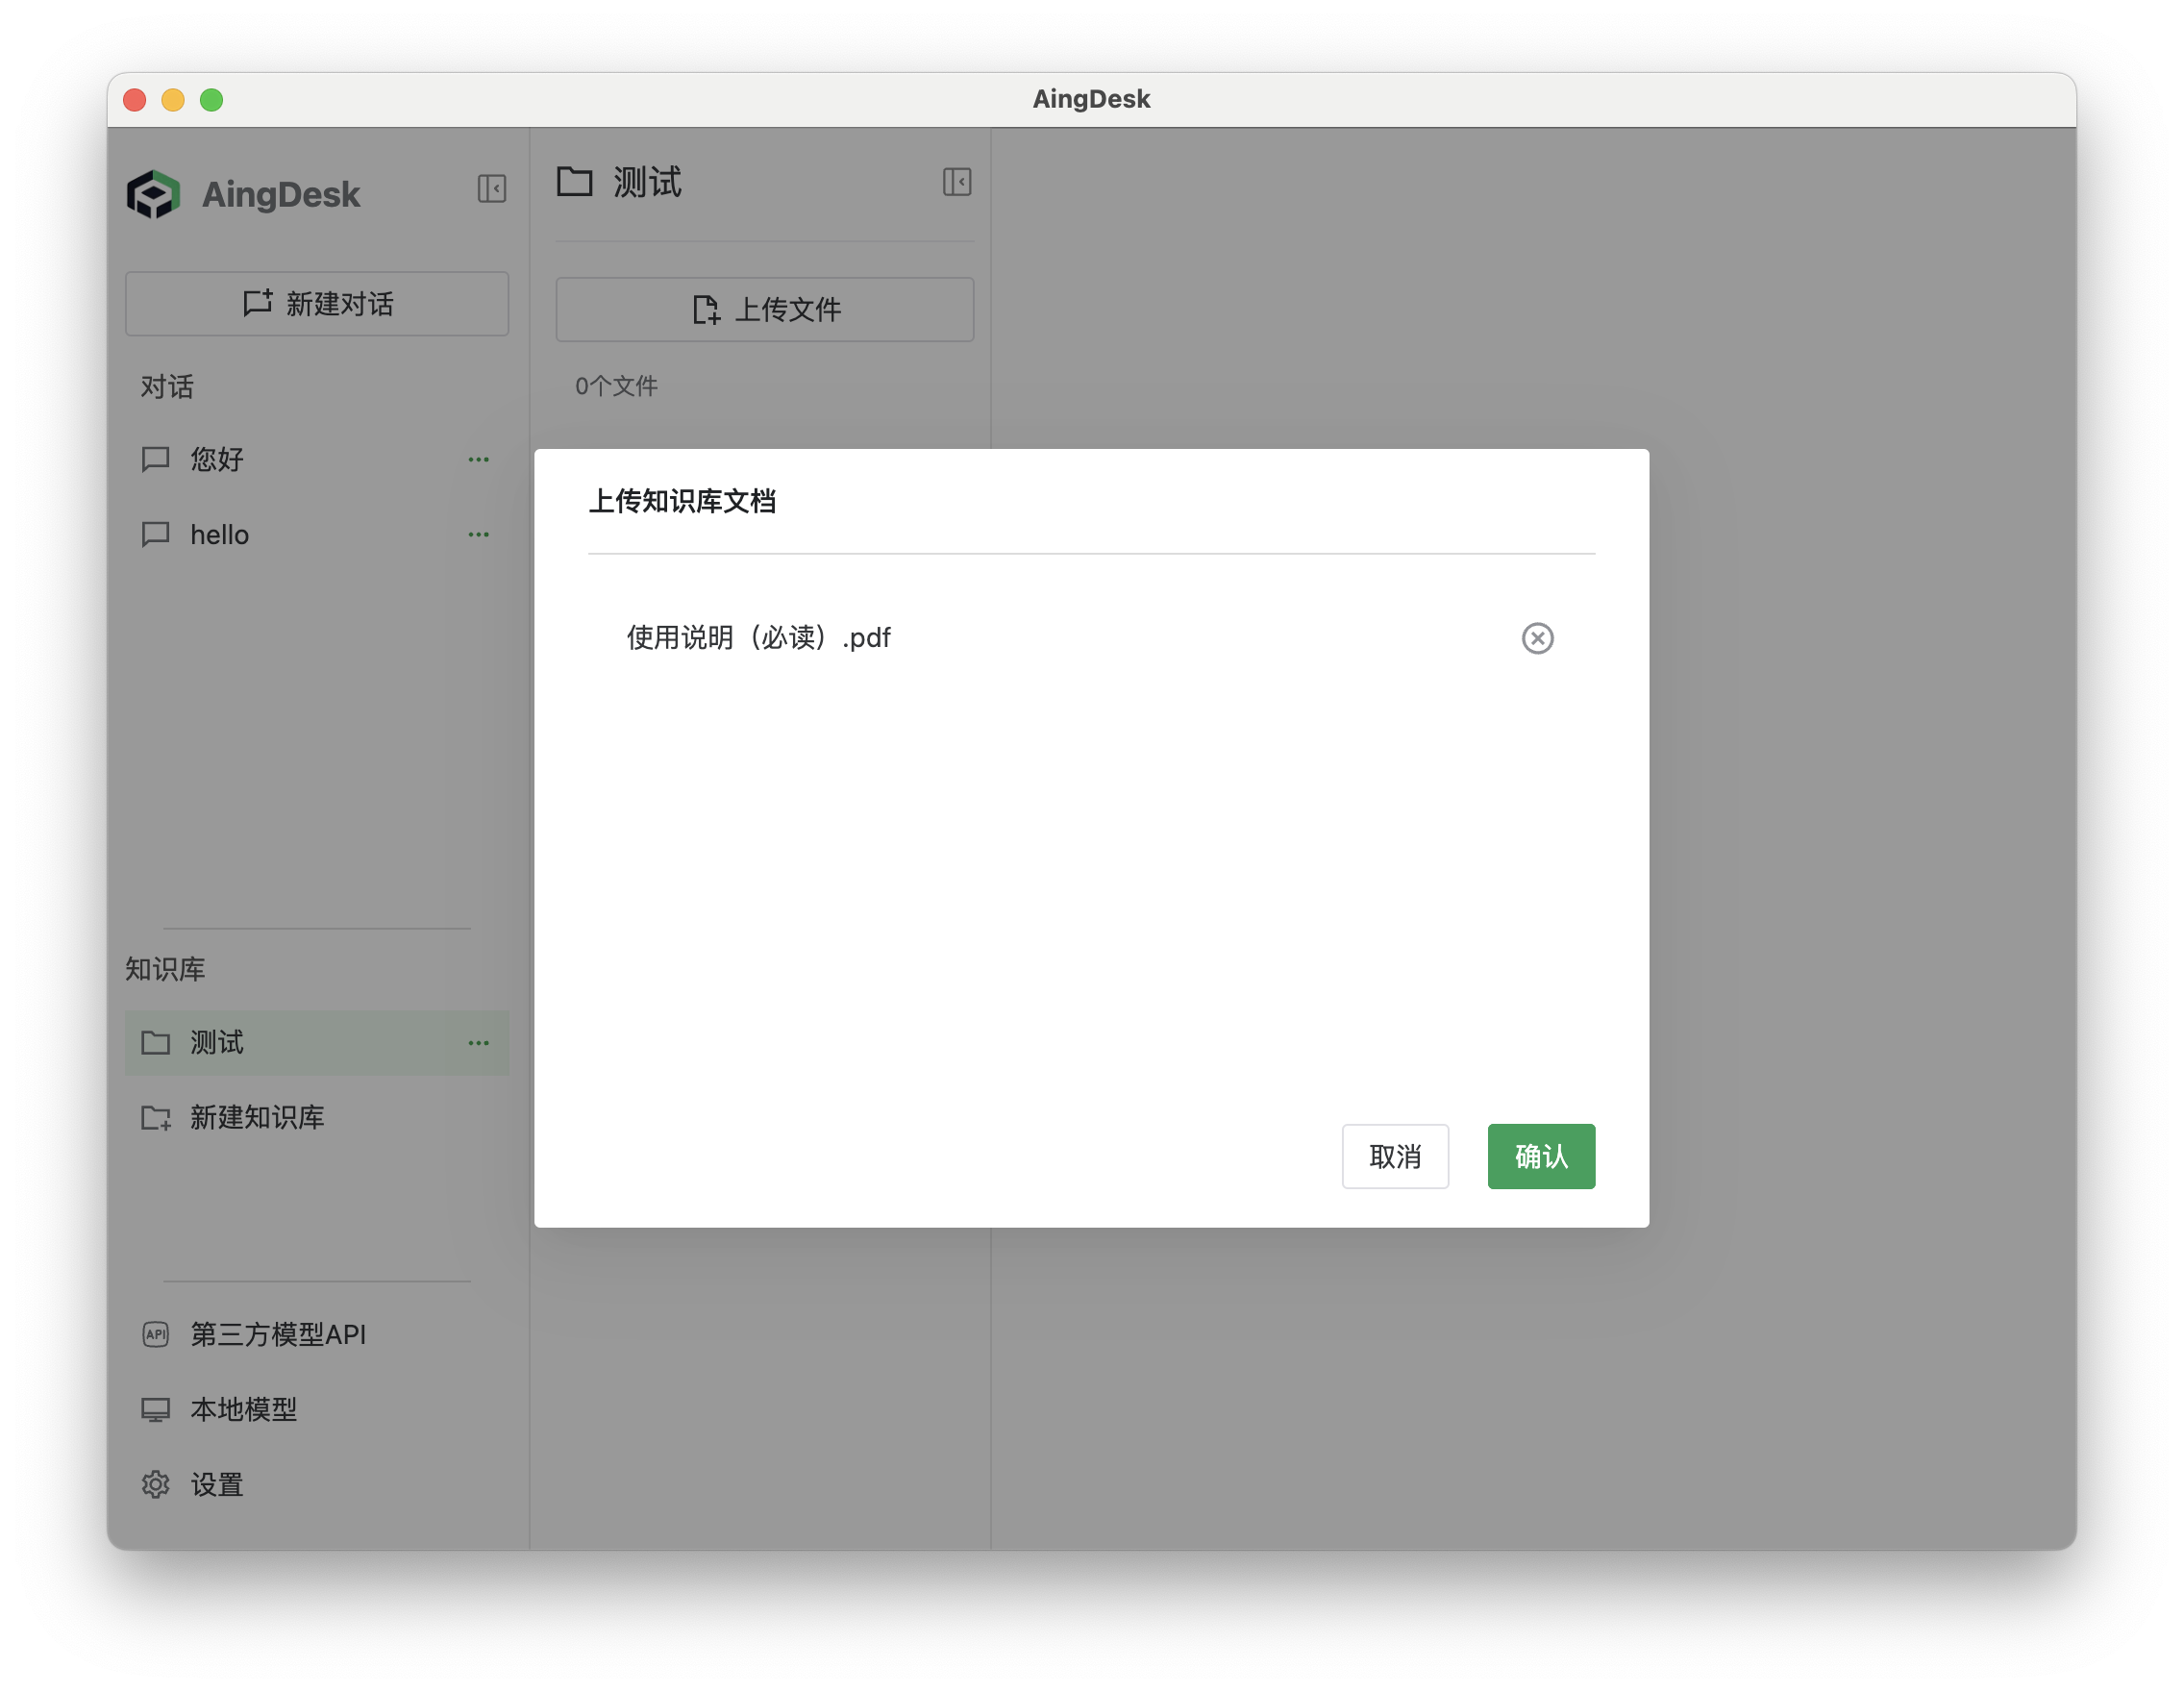 AingDesk
AingDesk
新建对话
对话
您好
hello
知识库
测试
新建知识库
API 第三方模型API
本地模型
设置
测试
上传文件
0个文件
上传知识库文档
使用说明（必读）.pdf
取消
确认